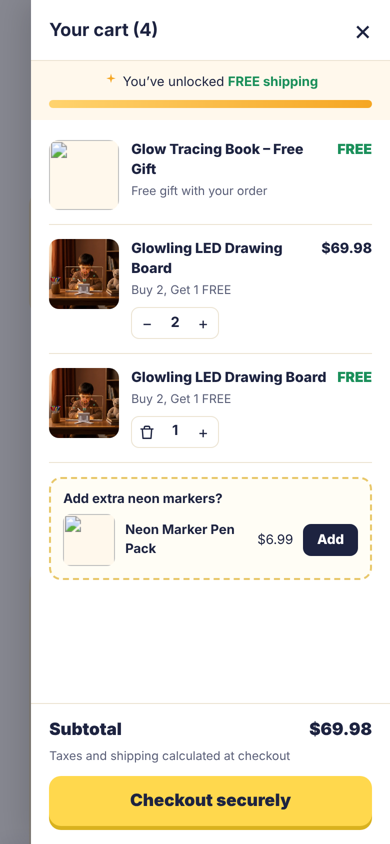 Your cart (4)
You've unlocked FREE shipping
Glow Tracing Book – Free
Gift
FREE
Free gift with your order
Glowling LED Drawing
Board
$69.98
Buy 2, Get 1 FREE
− 2 +
Glowling LED Drawing Board
FREE
Buy 2, Get 1 FREE
1 +
Add extra neon markers?
Neon Marker Pen
Pack
$6.99
Add
Subtotal
$69.98
Taxes and shipping calculated at checkout
Checkout securely